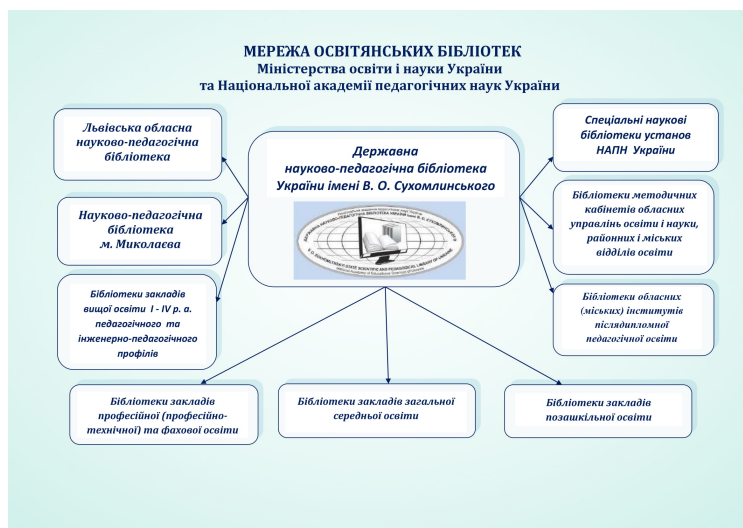 МЕРЕЖА ОСВІТЯНСЬКИХ БІБЛІОТЕК
Міністерства освіти і науки України
та Національної академії педагогічних наук України
Львівська обласна
науково-педагогічна
бібліотека
Науково-педагогічна
бібліотека
м. Миколаєва
Бібліотеки закладів
вищої освіти І - ІV р. а.
педагогічного та
інженерно-педагогічного
профілів
Державна
науково-педагогічна бібліотека
України імені В. О. Сухомлинського
Спеціальні наукові
бібліотеки установ
НАПН України
Бібліотеки методичних
кабінетів обласних
управлінь освіти і науки,
районних і міських
відділів освіти
Бібліотеки обласних
(міських) інститутів
післядипломної
педагогічної освіти
Бібліотеки закладів
професійної (професійно-
технічної) та фахової освіти
Бібліотеки закладів загальної
середньої освіти
Бібліотеки закладів
позашкільної освіти